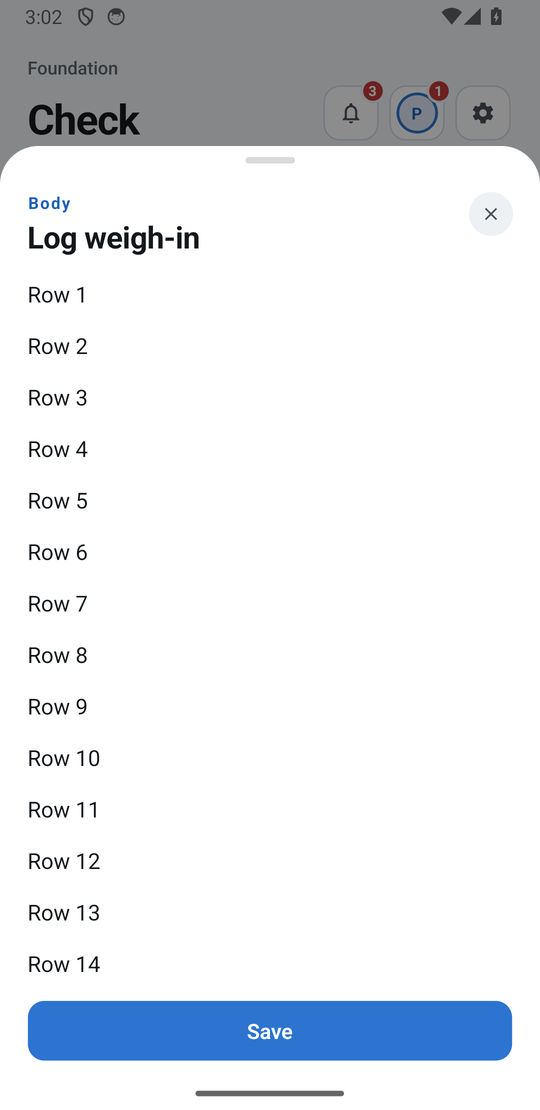 3:02
Foundation
Check
3
P
1
Body
Log weigh-in
Row 1
Row 2
Row 3
Row 4
Row 5
Row 6
Row 7
Row 8
Row 9
Row 10
Row 11
Row 12
Row 13
Row 14
Save